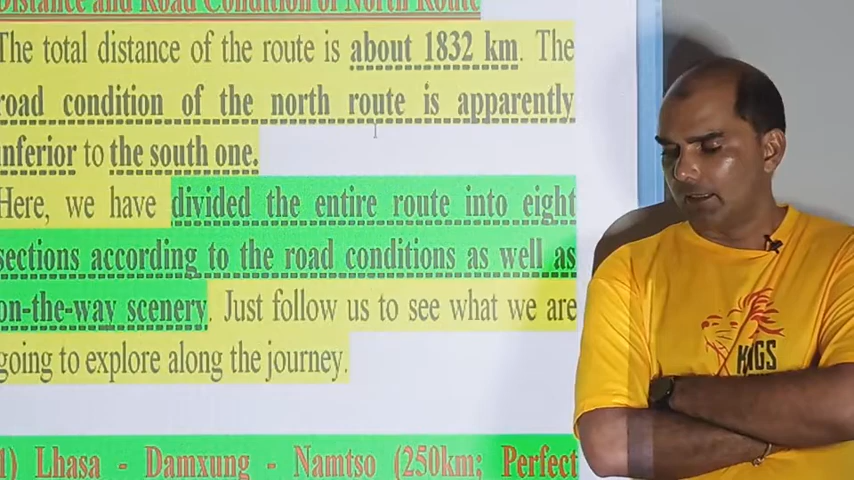 Distance and Road Condition of North Route
The total distance of the route is about 1832 km. The
road condition of the north route is apparently
inferior to the south one.
Here, we have divided the entire route into eight
sections according to the road conditions as well as
on-the-way scenery. Just follow us to see what we are
going to explore along the journey.
1) Lhasa - Damxung - Namtso (250km; Perfect
KINGS